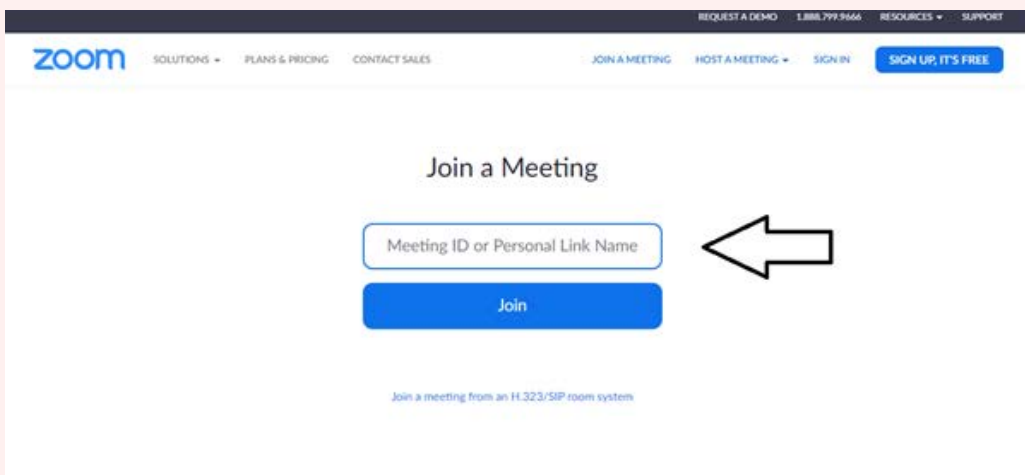 REQUEST A DEMO 1.888.799.9666 RESOURCES SUPPORT
zoom SOLUTIONS PLANS & PRICING CONTACT SALES JOIN A MEETING HOST A MEETING SIGN IN SIGN UP, IT'S FREE
Join a Meeting
Meeting ID or Personal Link Name
Join
Join a meeting from an H.323/SIP room system